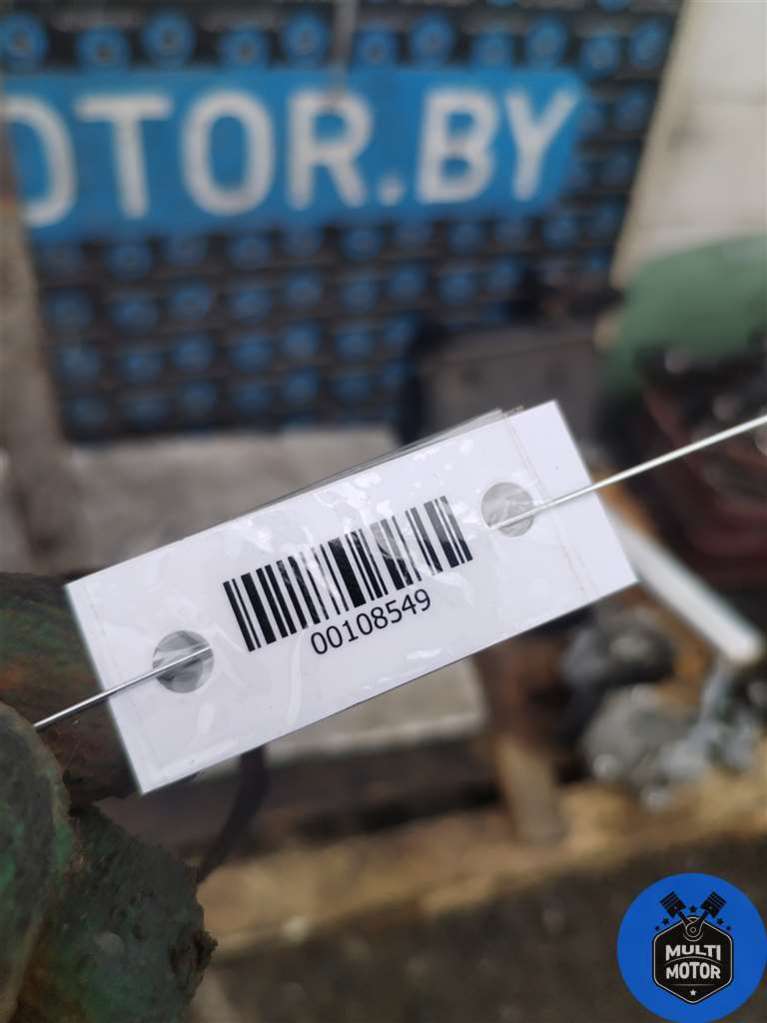 OTOR.BY
00108549
MULTI
MOTOR